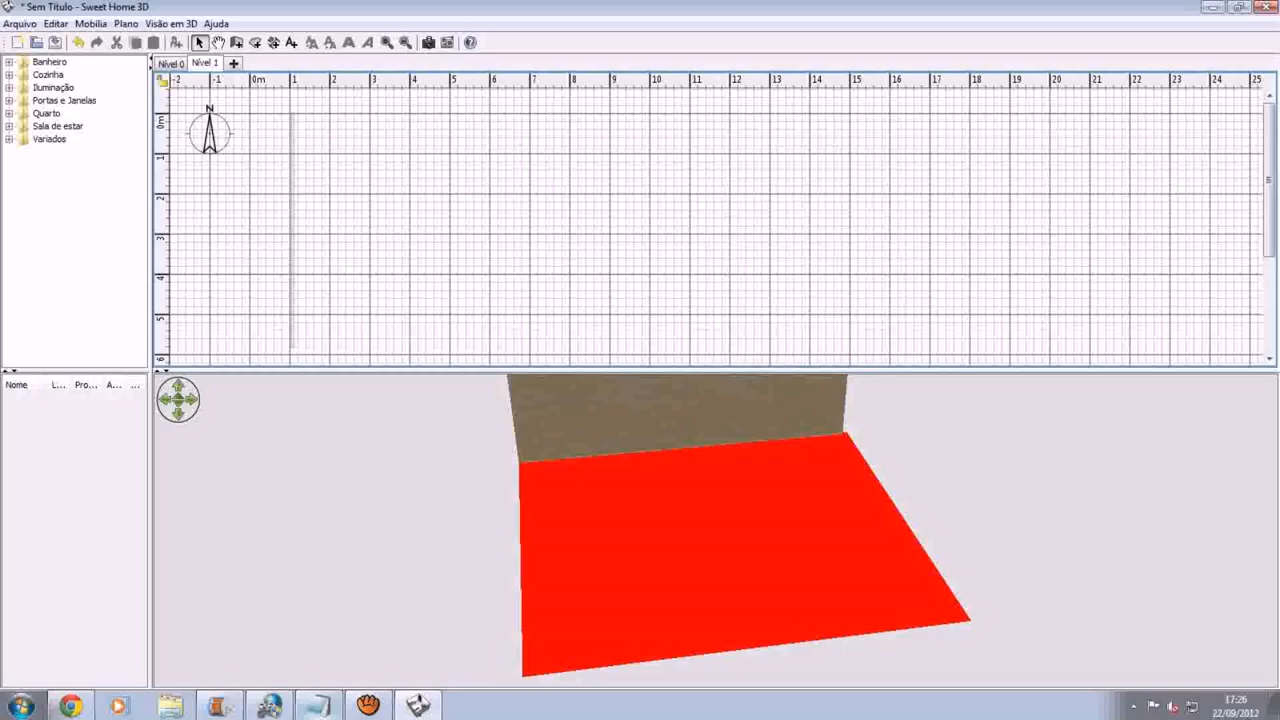 * Sem Título - Sweet Home 3D
Arquivo Editar Mobília Plano Visão em 3D Ajuda
Nível 0 Nível 1
Banheiro
Cozinha
Iluminação
Portas e Janelas
Quarto
Sala de estar
Variados
-2 -1 0m 1 2 3 4 5 6 7 8 9 10 11 12 13 14 15 16 17 18 19 20 21 22 23 24 25
N
0m
1
2
3
4
5
6
Nome L... Pro... A... ...
17:26
22/09/2012